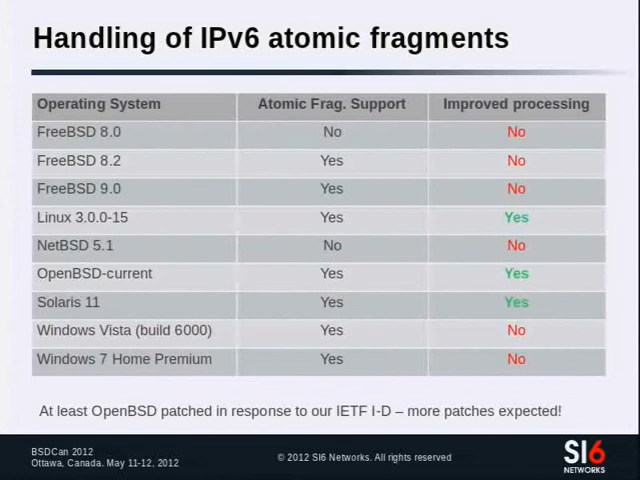 Handling of IPv6 atomic fragments
Operating System Atomic Frag. Support Improved processing
FreeBSD 8.0 No No
FreeBSD 8.2 Yes No
FreeBSD 9.0 Yes No
Linux 3.0.0-15 Yes Yes
NetBSD 5.1 No No
OpenBSD-current Yes Yes
Solaris 11 Yes Yes
Windows Vista (build 6000) Yes No
Windows 7 Home Premium Yes No
At least OpenBSD patched in response to our IETF I-D – more patches expected!
BSDCan 2012
Ottawa, Canada. May 11-12, 2012
© 2012 SI6 Networks. All rights reserved
SI6
NETWORKS